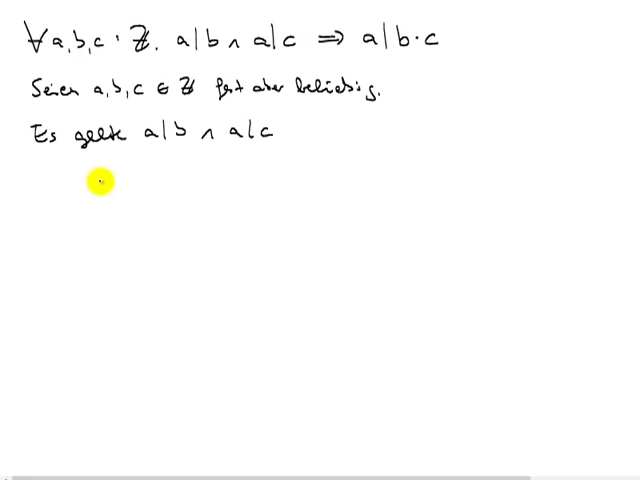 ∀a,b,c : ℤ. a|b ∧ a|c ⇒ a|b·c
Seien a,b,c ∈ ℤ fest aber beliebig.
Es gelte a|b ∧ a|c